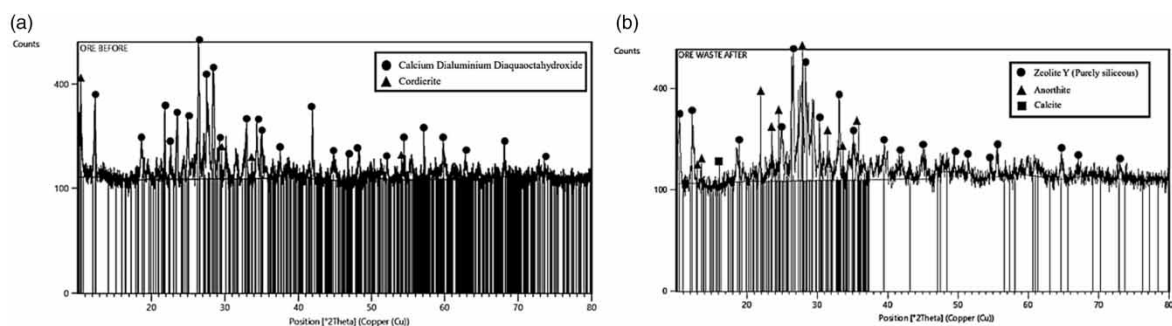 (a)
Counts
ORE BEFORE
● Calcium Dialuminium Diaquaoctahydroxide
▲ Cordierite
400
100
0
20 30 40 50 60 70 80
Position [°2Theta] (Copper (Cu)
(b)
Counts
ORE WASTE AFTER
● Zeolite Y (Purely siliceous)
▲ Anorthite
■ Calcite
400
100
0
20 30 40 50 60 70 80
Position [°2Theta] (Copper (Cu)